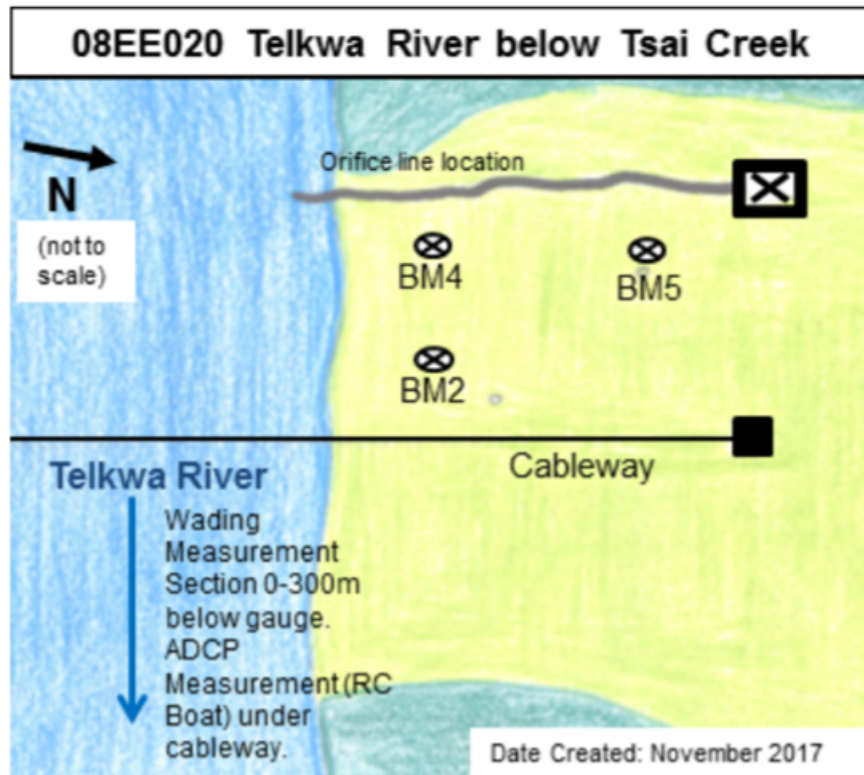 08EE020 Telkwa River below Tsai Creek
Orifice line location
N
(not to
scale)
BM4
BM5
BM2
Cableway
Telkwa River
Wading
Measurement
Section 0-300m
below gauge.
ADCP
Measurement (RC
Boat) under
cableway.
Date Created: November 2017